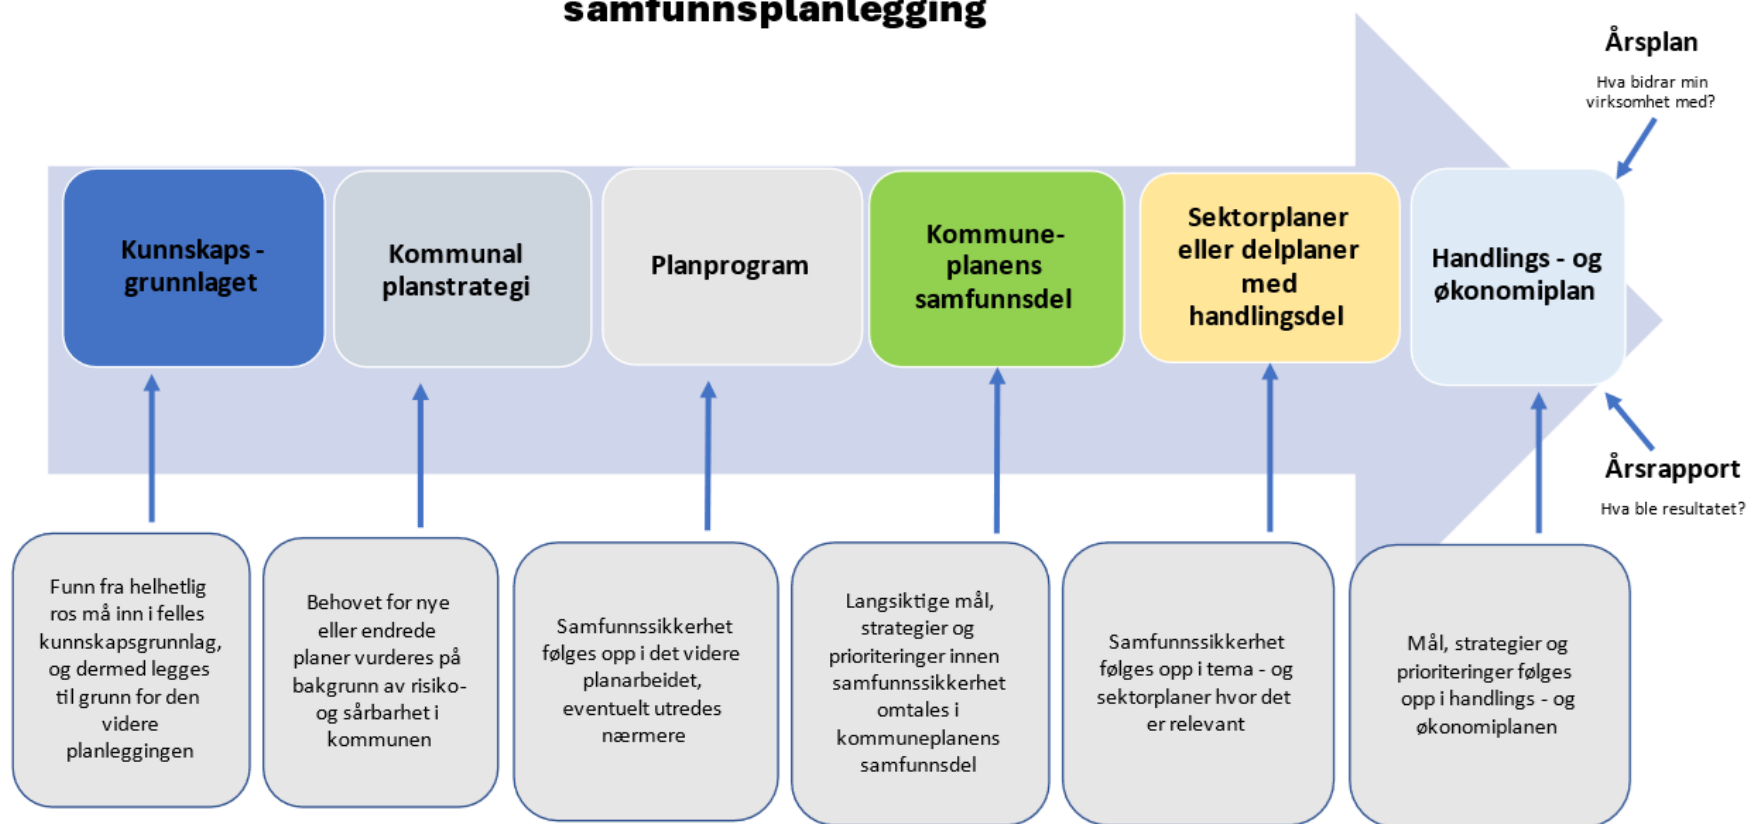 samfunnsplanlegging
Årsplan
Hva bidrar min
virksomhet med?
Kunnskaps -
grunnlaget
Kommunal
planstrategi
Planprogram
Kommune-
planens
samfunnsdel
Sektorplaner
eller delplaner
med
handlingsdel
Handlings - og
økonomiplan
Årsrapport
Hva ble resultatet?
Funn fra helhetlig
ros må inn i felles
kunnskapsgrunnlag,
og dermed legges
til grunn for den
videre
planleggingen
Behovet for nye
eller endrede
planer vurderes på
bakgrunn av risiko-
og sårbarhet i
kommunen
Samfunnssikkerhet
følges opp i det videre
planarbeidet,
eventuelt utredes
nærmere
Langsiktige mål,
strategier og
prioriteringer innen
samfunnssikkerhet
omtales i
kommuneplanens
samfunnsdel
Samfunnssikkerhet
følges opp i tema - og
sektorplaner hvor det
er relevant
Mål, strategier og
prioriteringer følges
opp i handlings - og
økonomiplanen